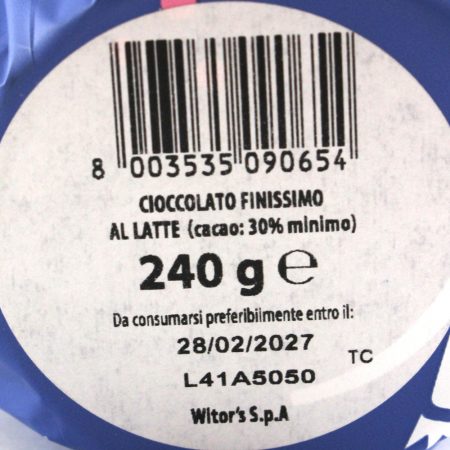 8 003535 090654
CIOCCOLATO FINISSIMO
AL LATTE (cacao: 30% minimo)
240 g ℮
Da consumarsi preferibilmente entro il:
28/02/2027
TC
L41A5050
Witor's S.p.A